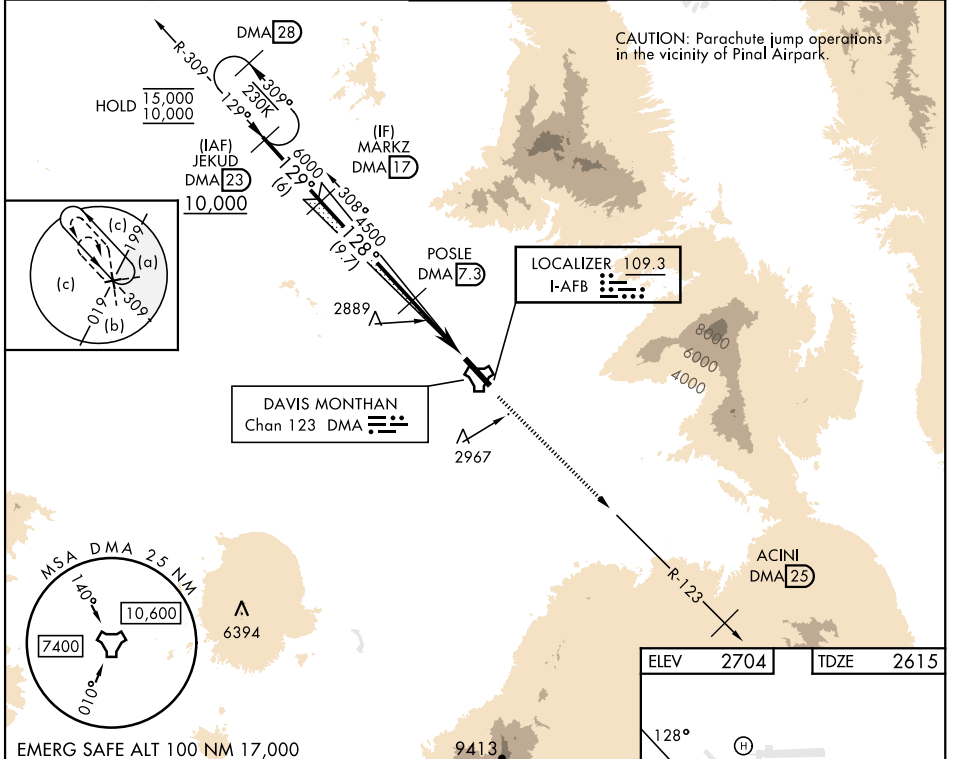 DMA 28
CAUTION: Parachute jump operations
in the vicinity of Pinal Airpark.
R-309
309°
230K
129°
HOLD 15,000
10,000
(IAF)
JEKUD
DMA 23
10,000
(IF)
MARKZ
DMA 17
6000
129°
(6)
308°
4500
128°
(9.7)
POSLE
DMA 7.3
LOCALIZER 109.3
I-AFB
(c)
199
(a)
(c)
019
(b)
309
2889
8000
6000
4000
DAVIS MONTHAN
Chan 123 DMA
2967
ACINI
DMA 25
R-123
MSA DMA 25 NM
140°
10,600
7400
010°
6394
ELEV 2704
TDZE 2615
128°
H
EMERG SAFE ALT 100 NM 17,000
9413